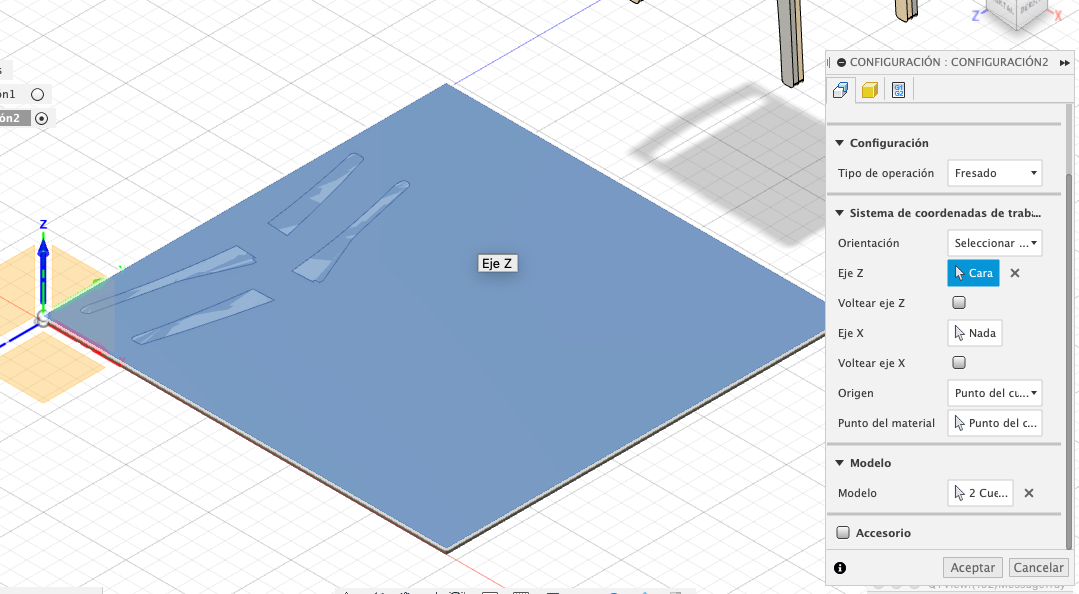 Z
X
CONFIGURACIÓN : CONFIGURACIÓN2
ón2
Configuración
Tipo de operación
Fresado
Sistema de coordenadas de trab...
Orientación
Seleccionar ...
Z
Eje Z
Eje Z
Cara
Voltear eje Z
Eje X
Nada
Voltear eje X
Origen
Punto del cu...
Punto del material
Punto del c...
Modelo
Modelo
2 Cue...
Accesorio
Aceptar
Cancelar